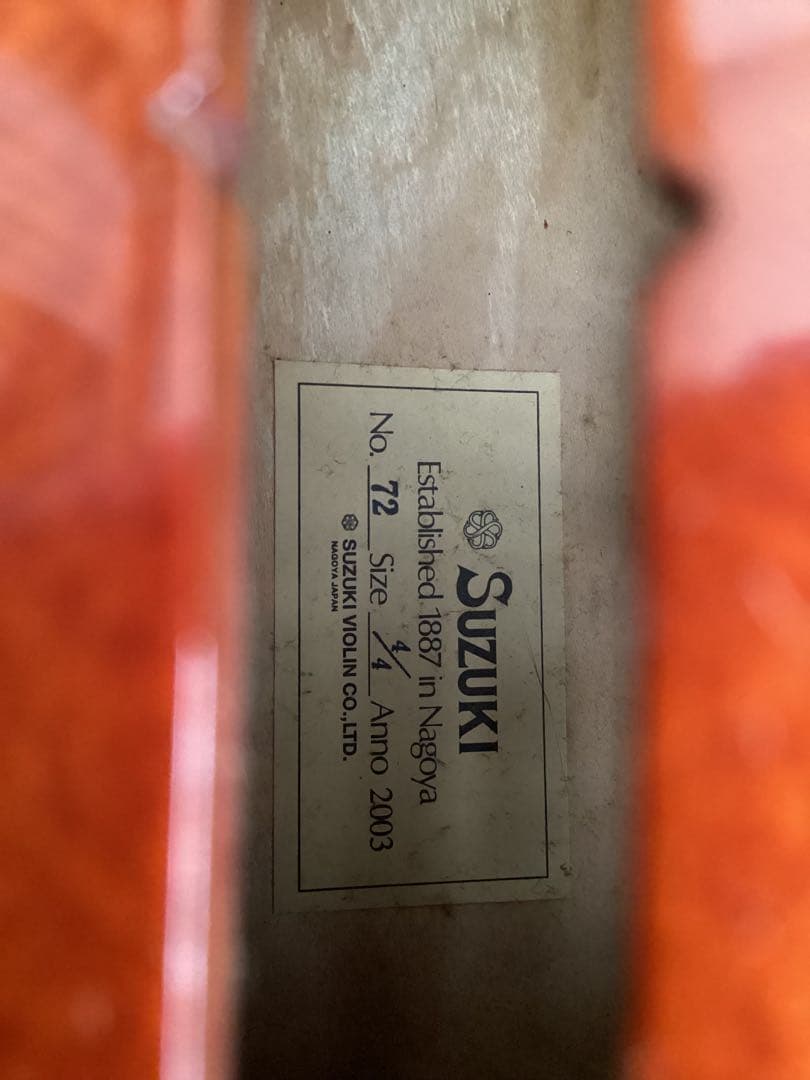 SUZUKI
Established 1887 in Nagoya
No. 72 Size 4/4 Anno 2003
SUZUKI VIOLIN CO.,LTD.
NAGOYA JAPAN